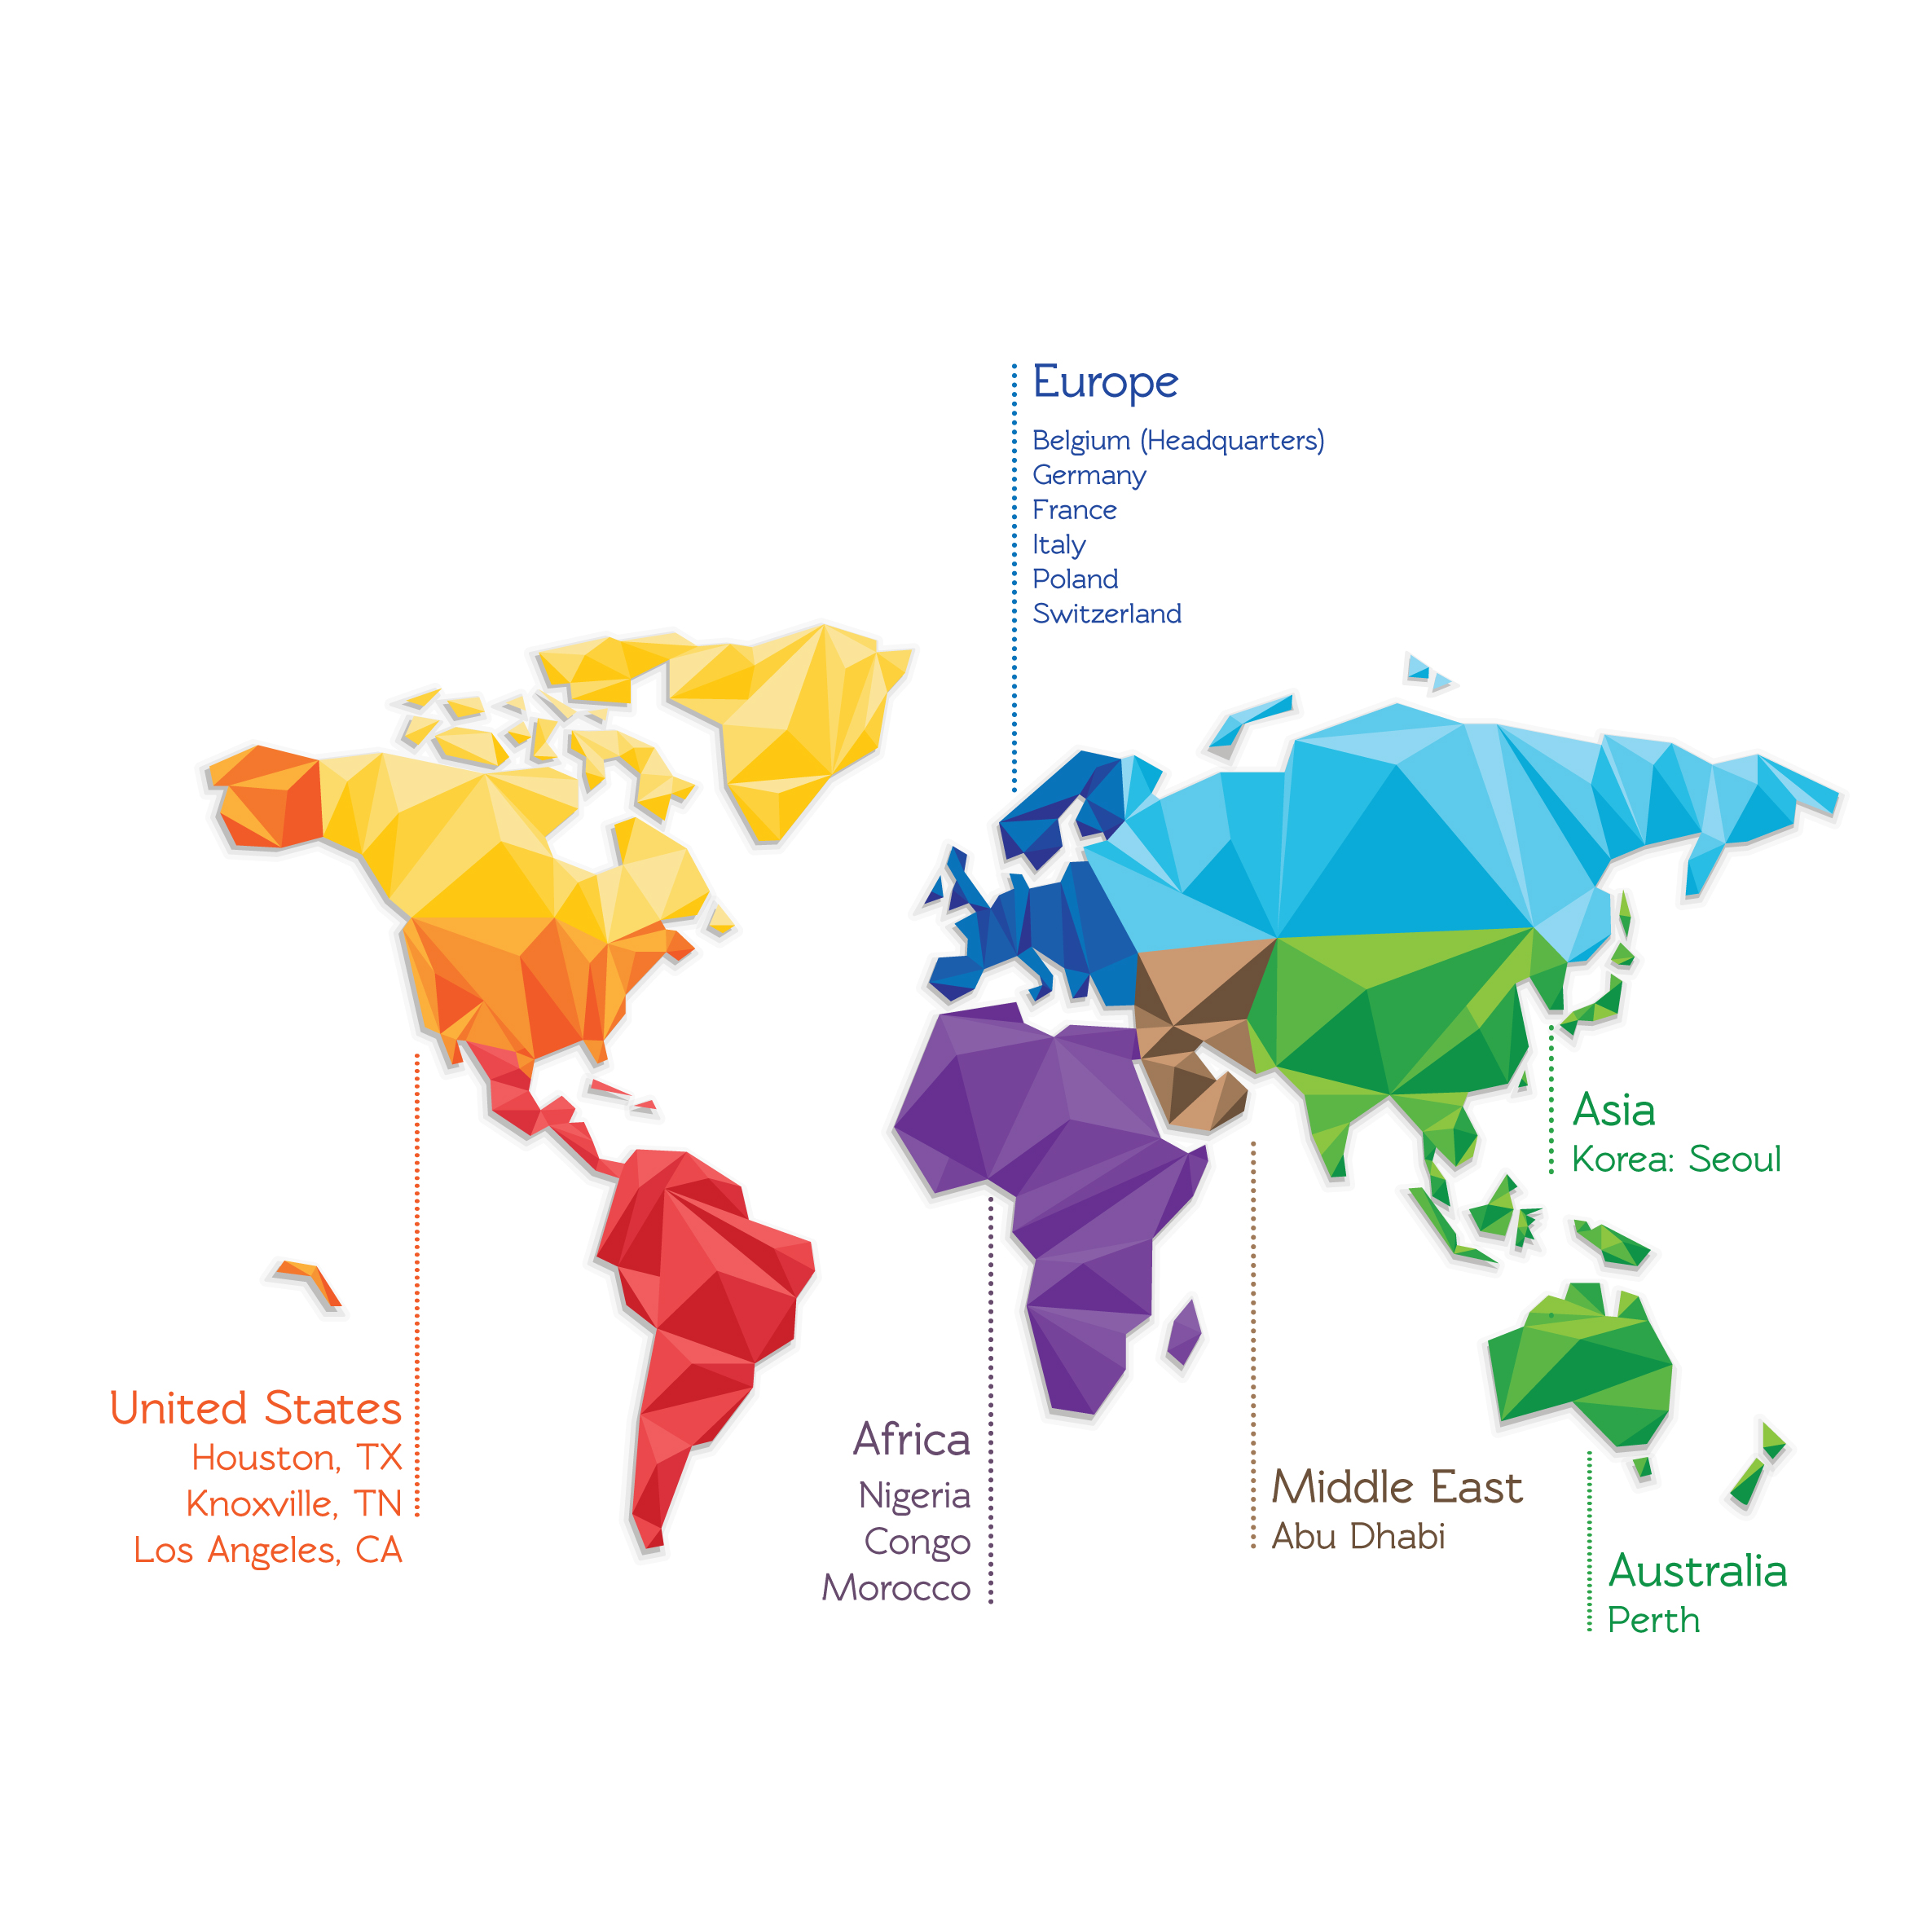 Europe
Belgium (Headquarters)
Germany
France
Italy
Poland
Switzerland
Asia
Korea: Seoul
United States
Houston, TX
Knoxville, TN
Los Angeles, CA
Africa
Nigeria
Congo
Morocco
Middle East
Abu Dhabi
Australia
Perth